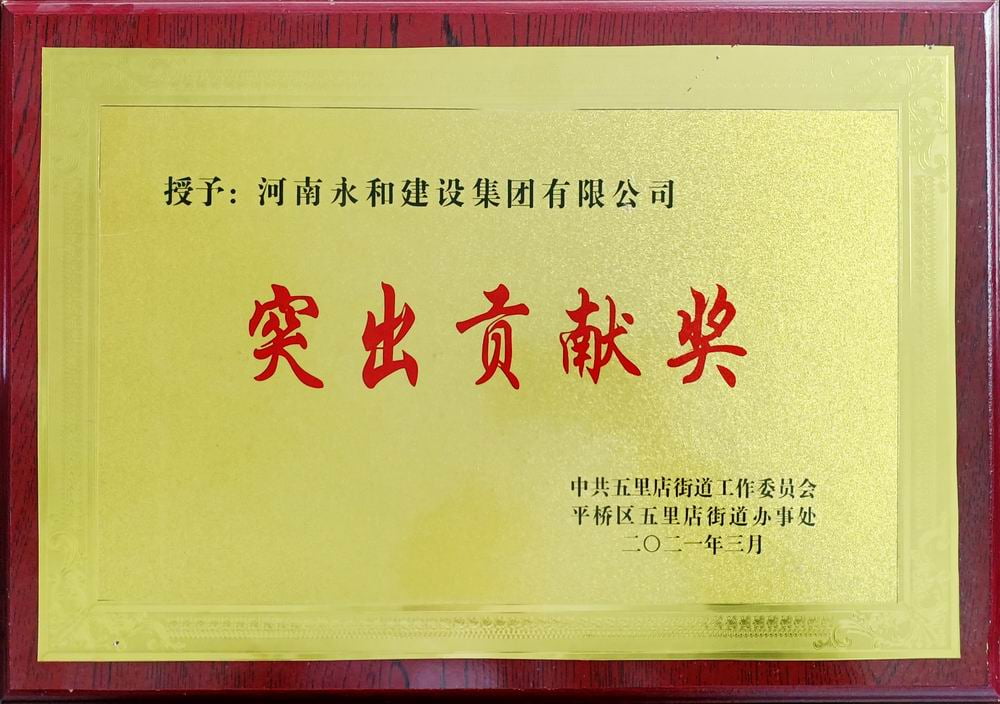 授予：河南永和建设集团有限公司
突出贡献奖
中共五里店街道工作委员会
平桥区五里店街道办事处
二〇二一年三月